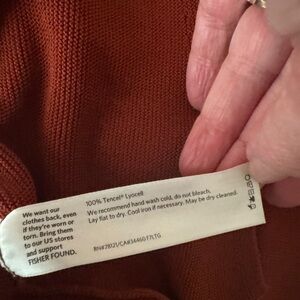 We want our
clothes back, even
if they're worn or
torn. Bring them
to our US stores
and support
FISHER FOUND.
100% Tencel® Lyocell
We recommend hand wash cold, do not bleach.
Lay flat to dry. Cool iron if necessary. May be dry cleaned.